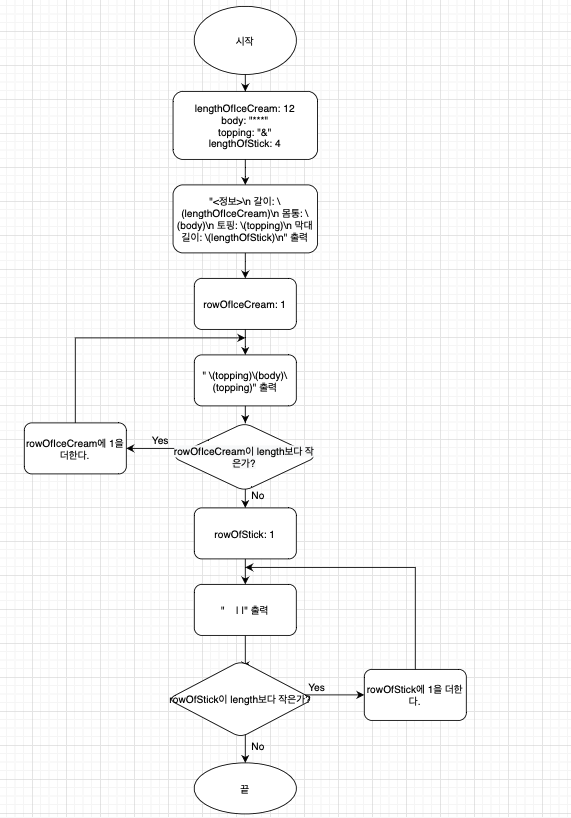 시작
lengthOfIceCream: 12
body: "***"
topping: "&"
lengthOfStick: 4
"<정보>\n 갈이: \
(lengthOfIceCream)\n 몸통: \
(body)\n 토핑: \(topping)\n 막대
길이: \(lengthOfStick)\n" 출력
rowOfIceCream: 1
" \(topping)\(body)\
(topping)" 출력
rowOfIceCream이 length보다 작
은가?
Yes
rowOfIceCream에 1을
더한다.
No
rowOfStick: 1
"    | |" 출력
rowOfStick이 length보다 작은가?
Yes
rowOfStick에 1을 더한
다.
No
끝